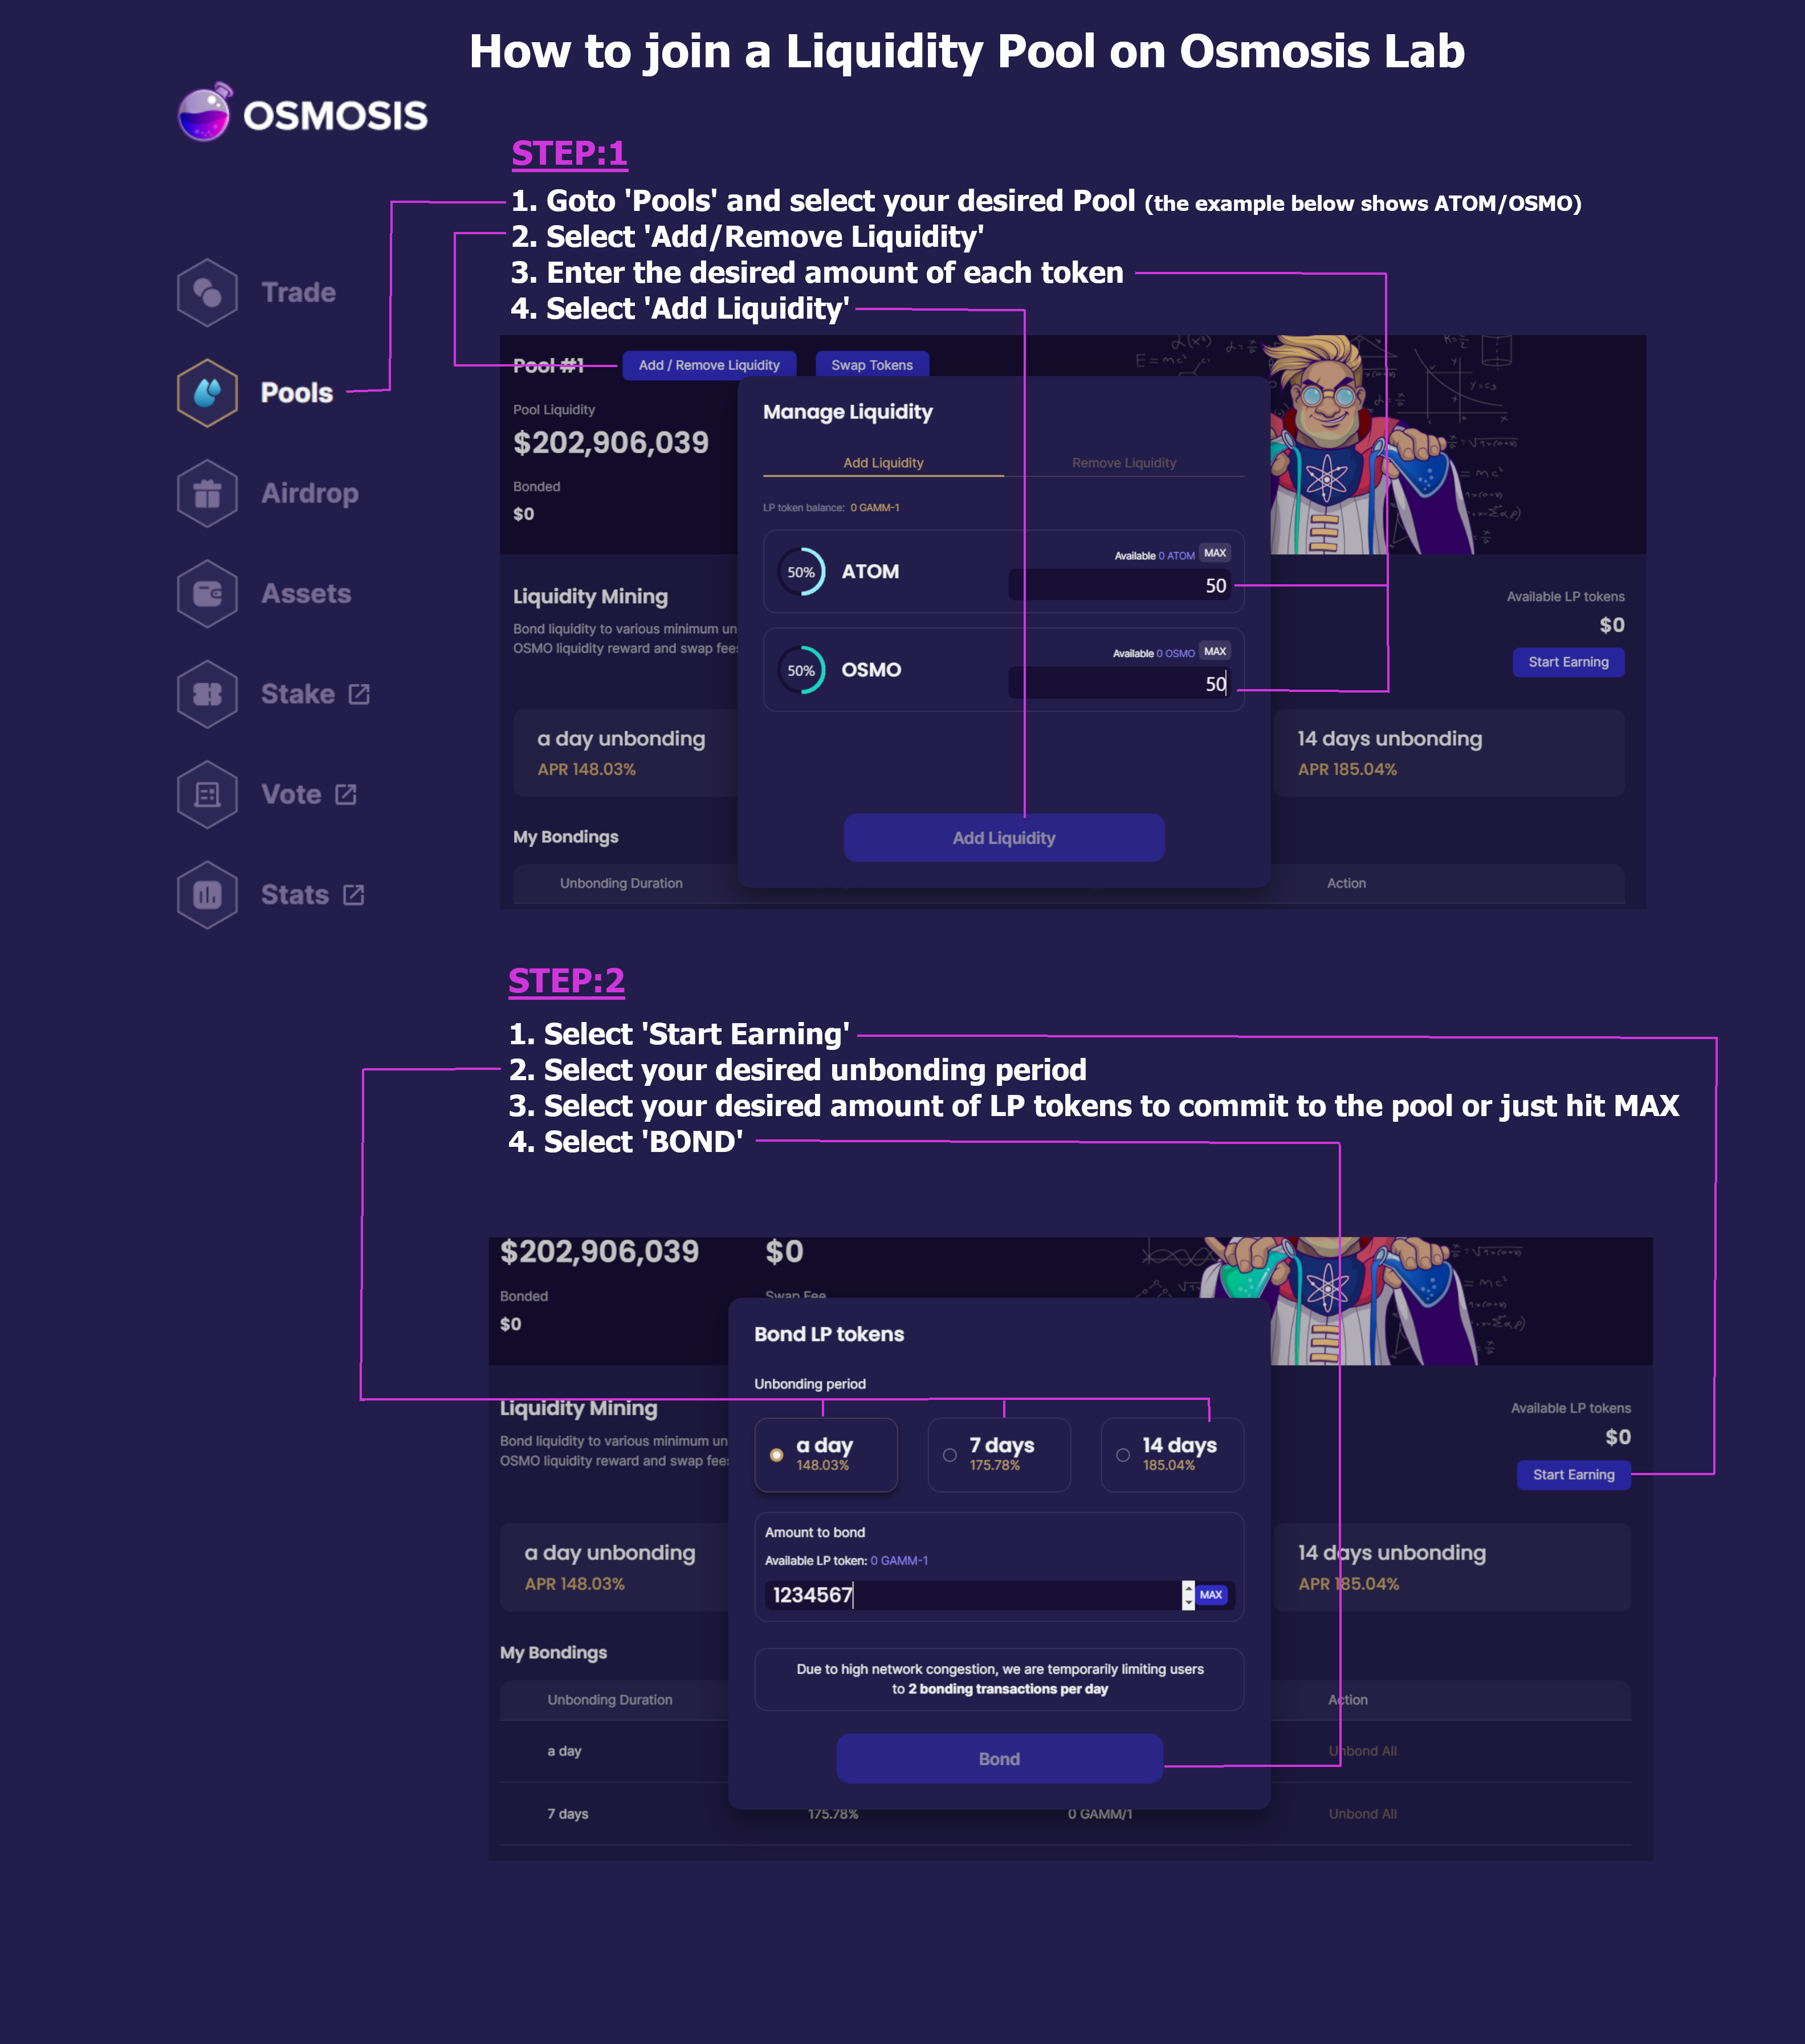 How to join a Liquidity Pool on Osmosis Lab
OSMOSIS
STEP:1
1. Goto 'Pools' and select your desired Pool (the example below shows ATOM/OSMO)
2. Select 'Add/Remove Liquidity'
3. Enter the desired amount of each token
4. Select 'Add Liquidity'
Trade
Pools
Airdrop
Assets
Stake
Vote
Stats
Pool #1
Add / Remove Liquidity
Swap Tokens
Pool Liquidity
$202,906,039
Bonded
$0
Manage Liquidity
Add Liquidity
Remove Liquidity
LP token balance: 0 GAMM-1
50%
ATOM
Available 0 ATOM
MAX
50
50%
OSMO
Available 0 OSMO
MAX
50
Add Liquidity
Liquidity Mining
Bond liquidity to various minimum un
OSMO liquidity reward and swap fees
Available LP tokens
$0
Start Earning
a day unbonding
APR 148.03%
14 days unbonding
APR 185.04%
My Bondings
Unbonding Duration
Action
STEP:2
1. Select 'Start Earning'
2. Select your desired unbonding period
3. Select your desired amount of LP tokens to commit to the pool or just hit MAX
4. Select 'BOND'
$202,906,039
$0
Bonded
Swap Fee
$0
Bond LP tokens
Unbonding period
a day
148.03%
7 days
175.78%
14 days
185.04%
Amount to bond
Available LP token: 0 GAMM-1
1234567
MAX
Due to high network congestion, we are temporarily limiting users
to 2 bonding transactions per day
Bond
Liquidity Mining
Bond liquidity to various minimum un
OSMO liquidity reward and swap fees
Available LP tokens
$0
Start Earning
a day unbonding
APR 148.03%
14 days unbonding
APR 185.04%
My Bondings
Unbonding Duration
Action
a day
Unbond All
7 days
175.78%
0 GAMM/1
Unbond All